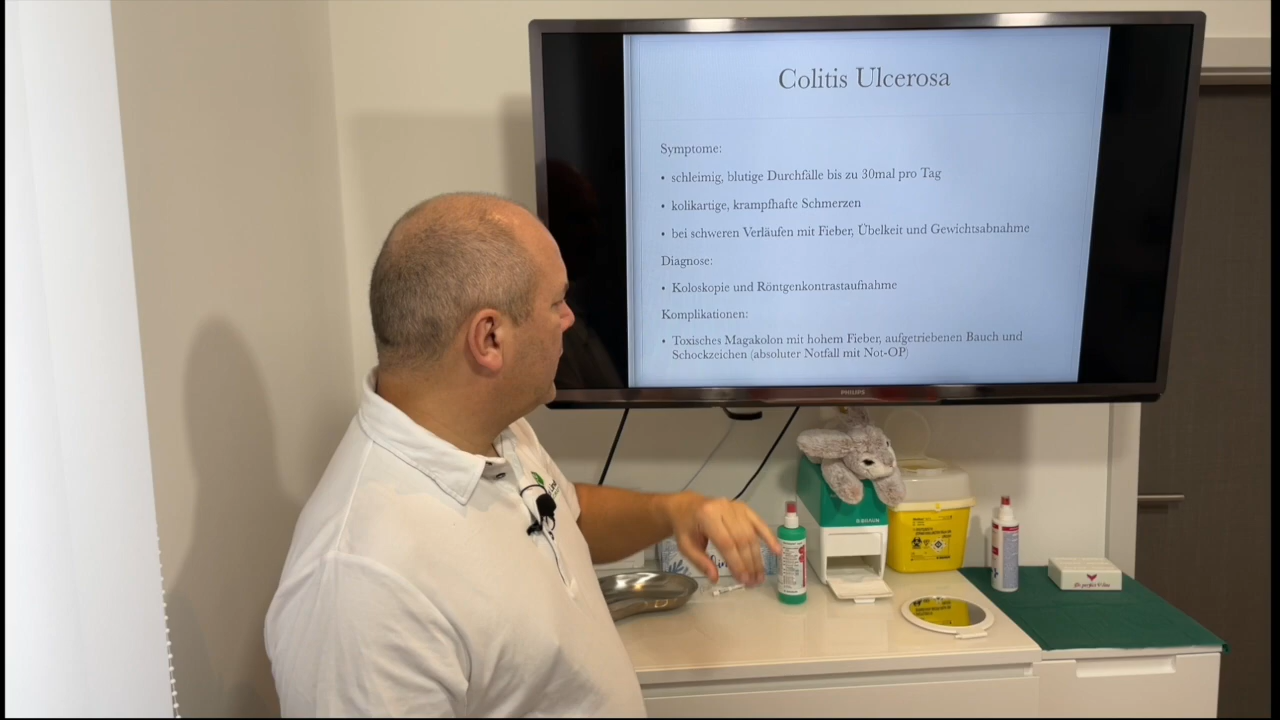 Colitis Ulcerosa
Symptome:
• schleimig, blutige Durchfälle bis zu 30mal pro Tag
• kolikartige, krampfhafte Schmerzen
• bei schweren Verläufen mit Fieber, Übelkeit und Gewichtsabnahme
Diagnose:
• Koloskopie und Röntgenkontrastaufnahme
Komplikationen:
• Toxisches Magakolon mit hohem Fieber, aufgetriebenen Bauch und
Schockzeichen (absoluter Notfall mit Not-OP)
PHILIPS
B|BRAUN